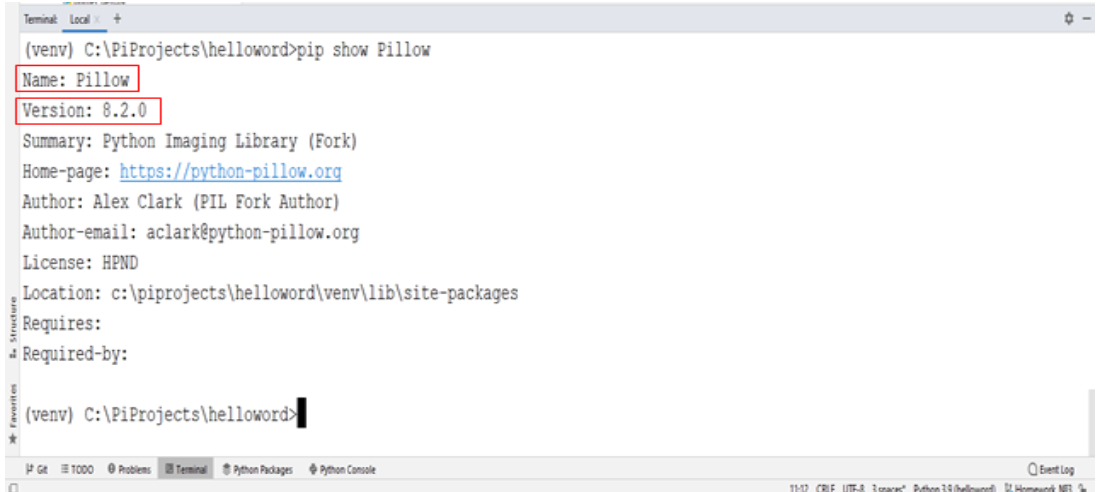 Terminal: Local × +
(venv) C:\PiProjects\helloword>pip show Pillow
Name: Pillow
Version: 8.2.0
Summary: Python Imaging Library (Fork)
Home-page: https://python-pillow.org
Author: Alex Clark (PIL Fork Author)
Author-email: aclark@python-pillow.org
License: HPND
Location: c:\piprojects\helloword\venv\lib\site-packages
Requires:
Required-by:
(venv) C:\PiProjects\helloword>
Structure
Favorites
Git TODO Problems Terminal Python Packages Python Console Event Log
11:12 CRLF UTF-8 3 spaces* Python 3.9 (helloword) Homework_№13